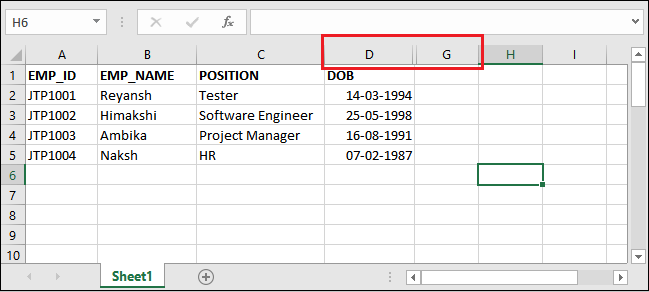 H6 fx
A B C D G H I
1 EMP_ID EMP_NAME POSITION DOB
2 JTP1001 Reyansh Tester 14-03-1994
3 JTP1002 Himakshi Software Engineer 25-05-1998
4 JTP1003 Ambika Project Manager 16-08-1991
5 JTP1004 Naksh HR 07-02-1987
6
7
8
9
10
Sheet1